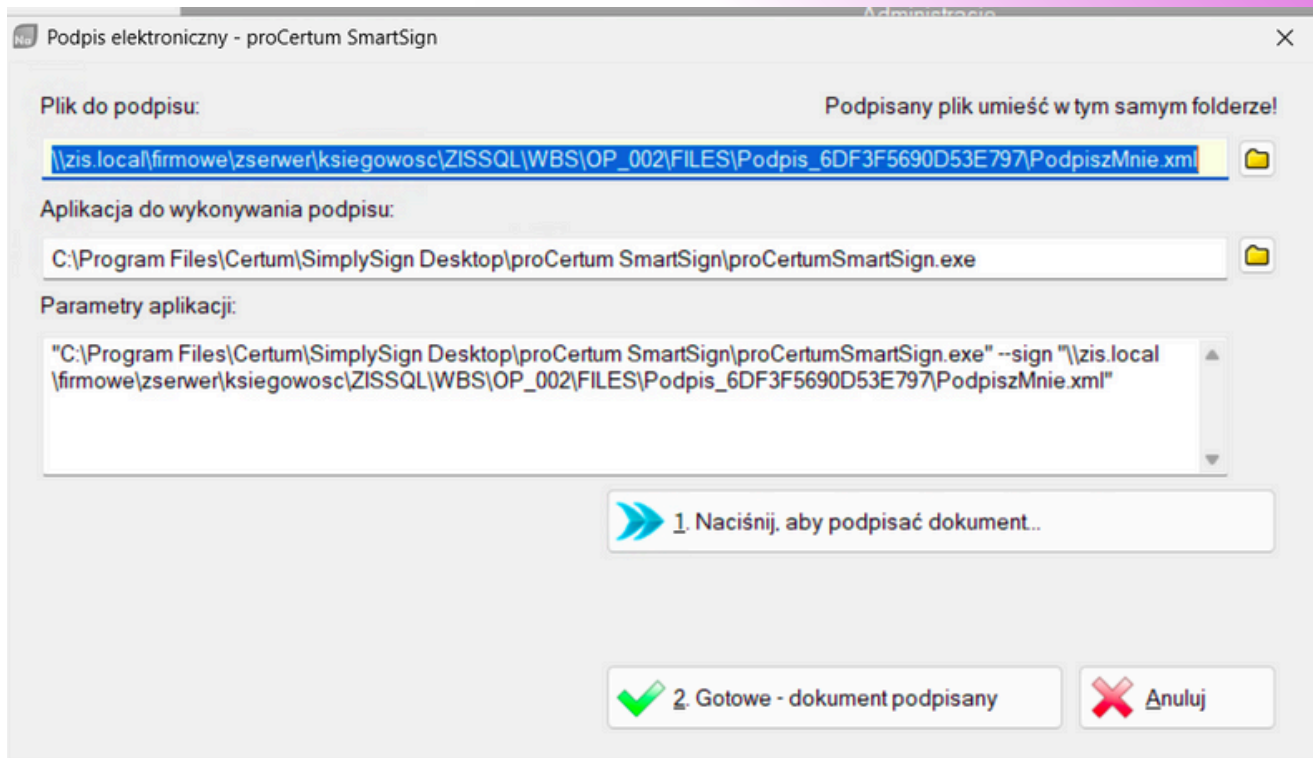 Administracje
Podpis elektroniczny - proCertum SmartSign
Plik do podpisu:
Podpisany plik umieść w tym samym folderze!
\\zis.local\firmowe\zserwer\ksiegowosc\ZISSQL\WBS\OP_002\FILES\Podpis_6DF3F5690D53E797\PodpiszMnie.xml
Aplikacja do wykonywania podpisu:
C:\Program Files\Certum\SimplySign Desktop\proCertum SmartSign\proCertumSmartSign.exe
Parametry aplikacji:
"C:\Program Files\Certum\SimplySign Desktop\proCertum SmartSign\proCertumSmartSign.exe" --sign "\\zis.local
\firmowe\zserwer\ksiegowosc\ZISSQL\WBS\OP_002\FILES\Podpis_6DF3F5690D53E797\PodpiszMnie.xml"
1. Naciśnij, aby podpisać dokument...
2. Gotowe - dokument podpisany
Anuluj